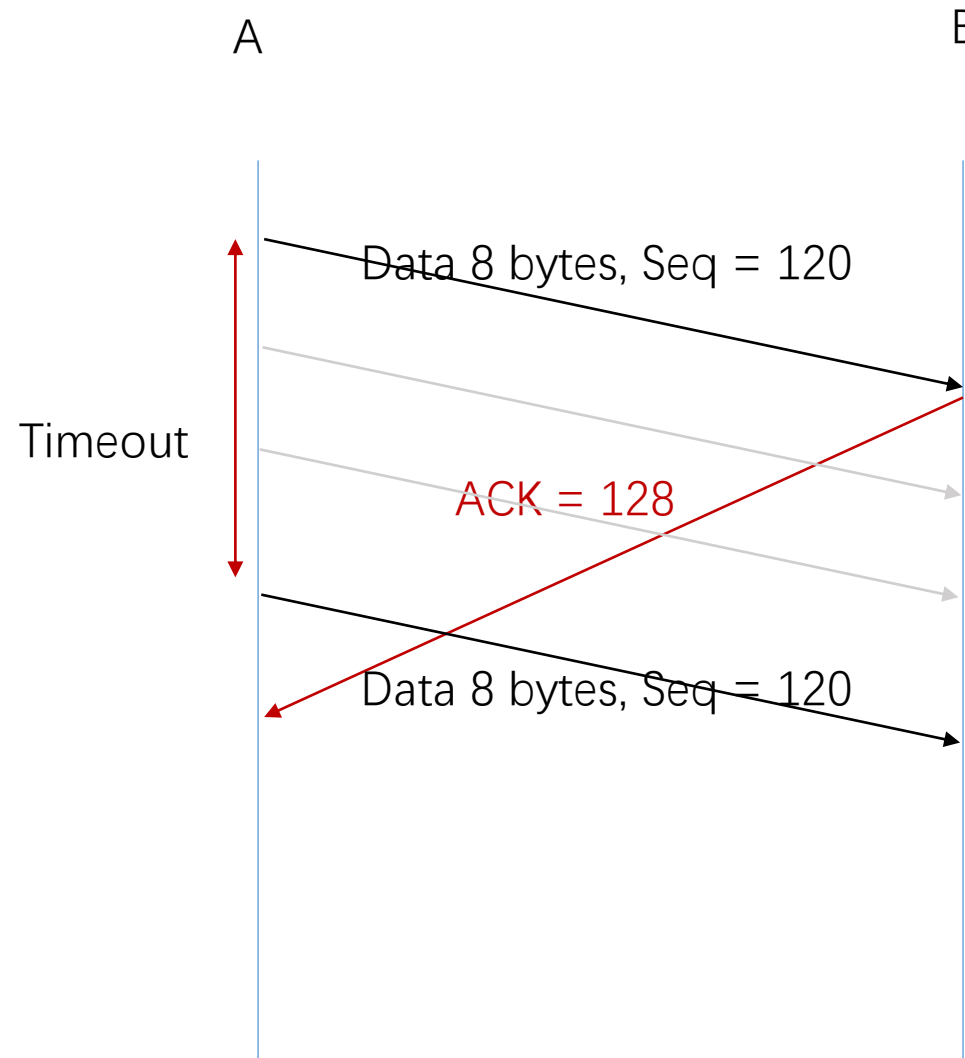 A
Data 8 bytes, Seq = 120
Timeout
ACK = 128
Data 8 bytes, Seq = 120